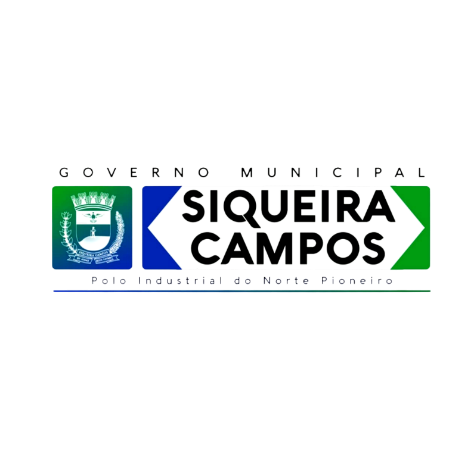 GOVERNO MUNICIPAL
SIQUEIRA
CAMPOS
Polo Industrial do Norte Pioneiro